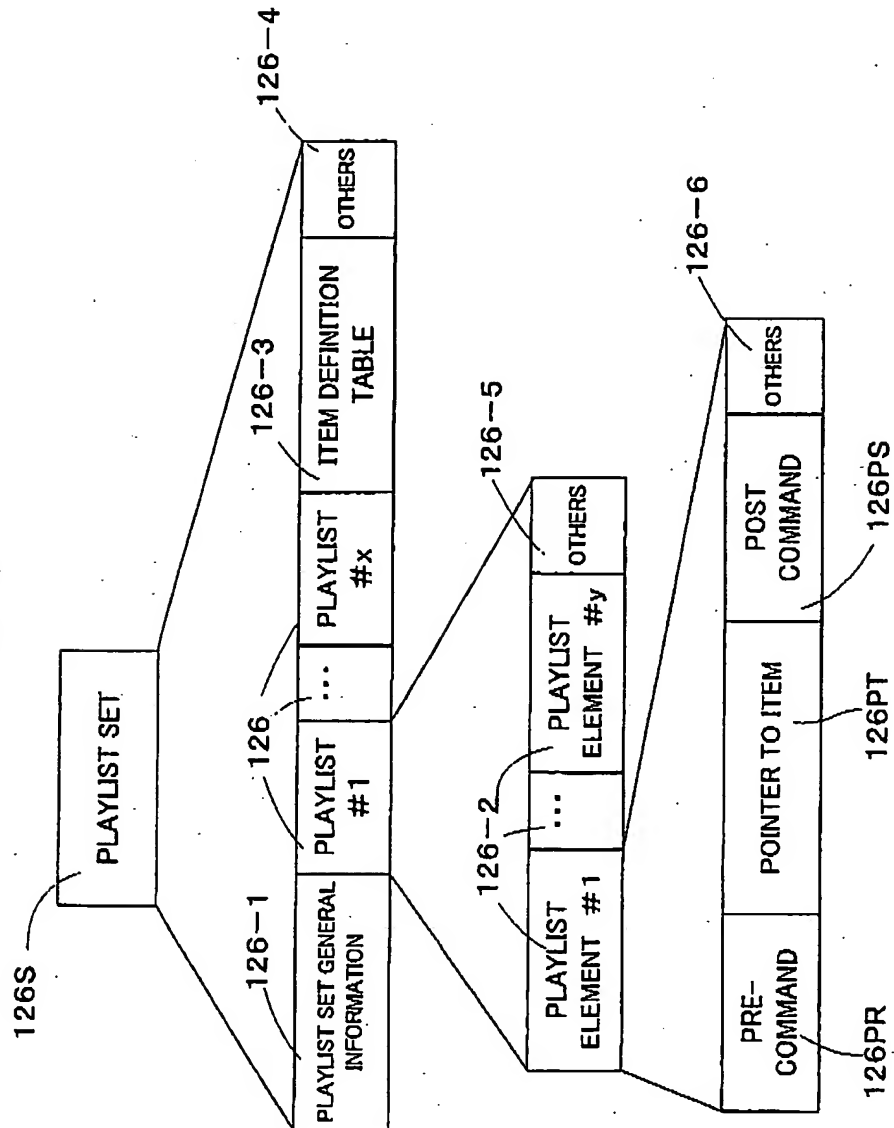 126S
PLAYLIST SET
126-1
126
126-3
126-4
PLAYLIST SET GENERAL
INFORMATION
PLAYLIST
#1
...
PLAYLIST
#x
ITEM DEFINITION
TABLE
OTHERS
126-2
126-5
PLAYLIST
ELEMENT #1
...
PLAYLIST
ELEMENT #y
OTHERS
126-6
PRE-
COMMAND
POINTER TO ITEM
POST
COMMAND
OTHERS
126PR
126PT
126PS